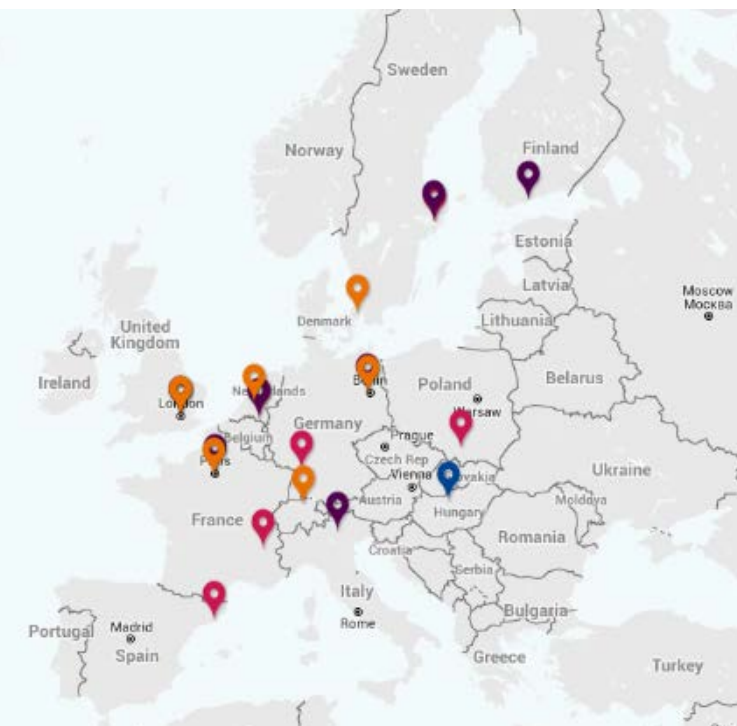 Sweden
Norway
Finland
Estonia
Latvia
Moscow
Москва
Denmark
Lithuania
United
Kingdom
Ireland
Belarus
Poland
London
Berlin
Warsaw
Germany
Belgium
Prague
Czech Rep
Paris
Ukraine
Vienna
Austria
Moldova
Hungary
France
Romania
Croatia
Serbia
Italy
Rome
Bulgaria
Portugal
Madrid
Spain
Greece
Turkey